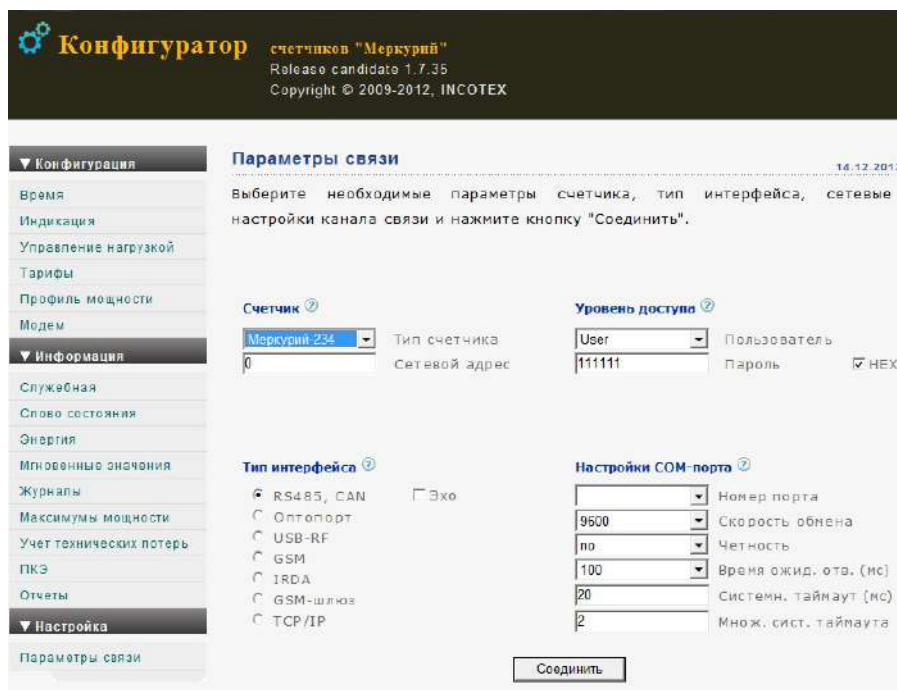 Конфигуратор счетчиков "Меркурий"
Release candidate 1.7.35
Copyright © 2009-2012, INCOTEX
▼ Конфигурация
Время
Индикация
Управление нагрузкой
Тарифы
Профиль мощности
Модем
▼ Информация
Служебная
Слово состояния
Энергия
Мгновенные значения
Журналы
Максимумы мощности
Учет технических потерь
ПКЭ
Отчеты
▼ Настройка
Параметры связи
Параметры связи
14.12.201
Выберите необходимые параметры счетчика, тип интерфейса, сетевые
настройки канала связи и нажмите кнопку "Соединить".
Счетчик ?
Меркурий-234 Тип счетчика
0 Сетевой адрес
Уровень доступа ?
User Пользователь
111111 Пароль HEX
Тип интерфейса ?
RS485, CAN Эхо
Оптопорт
USB-RF
GSM
IRDA
GSM-шлюз
TCP/IP
Настройки COM-порта ?
Номер порта
9600 Скорость обмена
no Четность
100 Время ожид. отв. (мс)
20 Системн. таймаут (мс)
2 Множ. сист. таймаута
Соединить